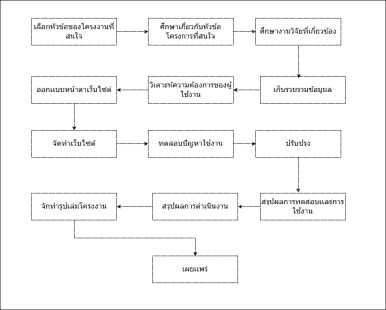 เลือกหัวข้อของโครงงานที่
สนใจ
ศึกษาเกี่ยวกับหัวข้อ
โครงการที่สนใจ
ศึกษางานวิจัยที่เกี่ยวข้อง
ออกแบบหน้าตาเว็บไซต์
วิเคาะห์ความต้องการของผู้
ใช้งาน
เก็บรวบรวมข้อมูล
จัดทำเว็บไซต์
ทดสอบปัญหาใช้งาน
ปรับปรุง
จัดทำรูปเล่มโครงงาน
สรุปผลการดำเนินงาน
สรุปผลการทดสอบและการ
ใช้งาน
เผยแพร่